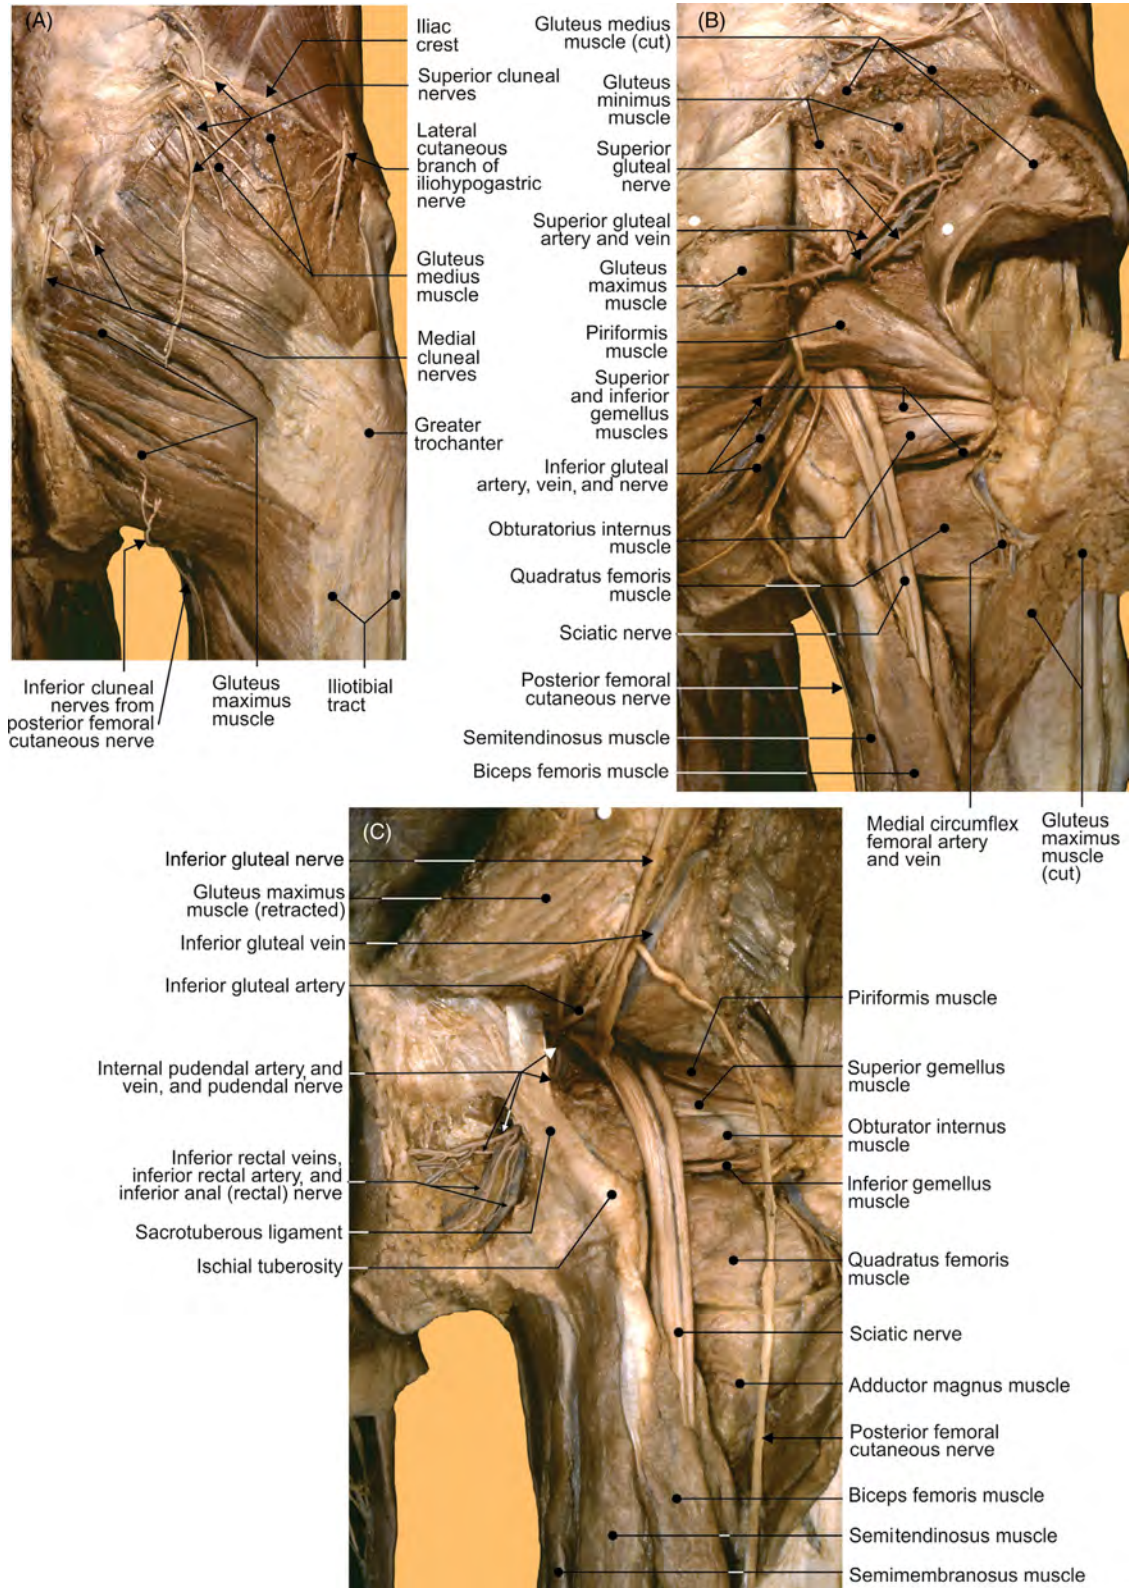 (A)
Iliac
crest
Superior cluneal
nerves
Lateral
cutaneous
branch of
iliohypogastric
nerve
Gluteus
medius
muscle
Medial
cluneal
nerves
Greater
trochanter
Inferior cluneal
nerves from
posterior femoral
cutaneous nerve
Gluteus
maximus
muscle
Iliotibial
tract
(B)
Gluteus medius
muscle (cut)
Gluteus
minimus
muscle
Superior
gluteal
nerve
Superior gluteal
artery and vein
Gluteus
maximus
muscle
Piriformis
muscle
Superior
and inferior
gemellus
muscles
Inferior gluteal
artery, vein, and nerve
Obturatorius internus
muscle
Quadratus femoris
muscle
Sciatic nerve
Posterior femoral
cutaneous nerve
Semitendinosus muscle
Biceps femoris muscle
Medial circumflex
femoral artery
and vein
Gluteus
maximus
muscle
(cut)
(C)
Inferior gluteal nerve
Gluteus maximus
muscle (retracted)
Inferior gluteal vein
Inferior gluteal artery
Internal pudendal artery, and
vein, and pudendal nerve
Inferior rectal veins,
inferior rectal artery, and
inferior anal (rectal) nerve
Sacrotuberous ligament
Ischial tuberosity
Piriformis muscle
Superior gemellus
muscle
Obturator internus
muscle
Inferior gemellus
muscle
Quadratus femoris
muscle
Sciatic nerve
Adductor magnus muscle
Posterior femoral
cutaneous nerve
Biceps femoris muscle
Semitendinosus muscle
Semimembranosus muscle